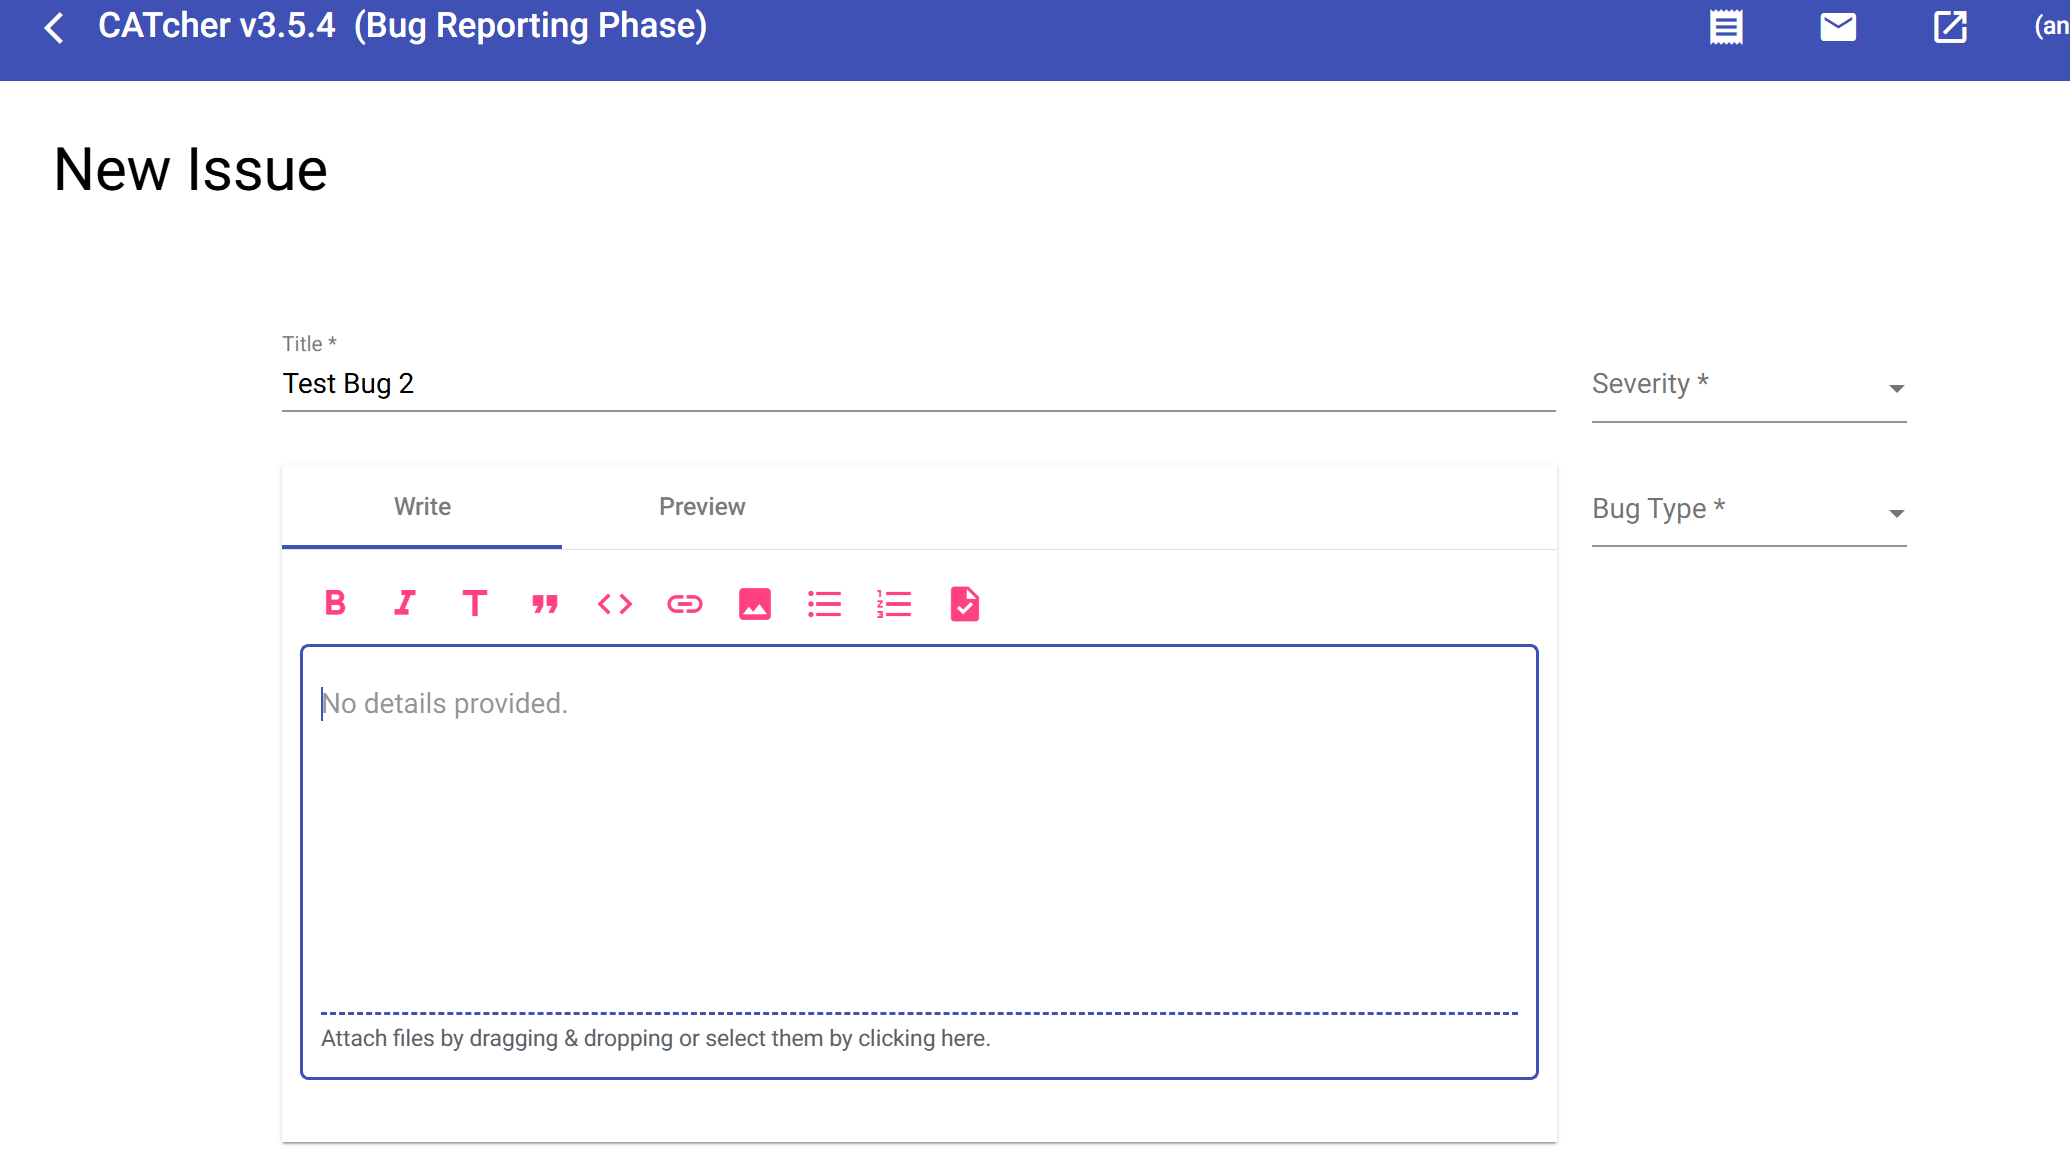 CATcher v3.5.4 (Bug Reporting Phase)
(an
New Issue
Title *
Test Bug 2
Severity *
Write
Preview
Bug Type *
No details provided.
Attach files by dragging & dropping or select them by clicking here.